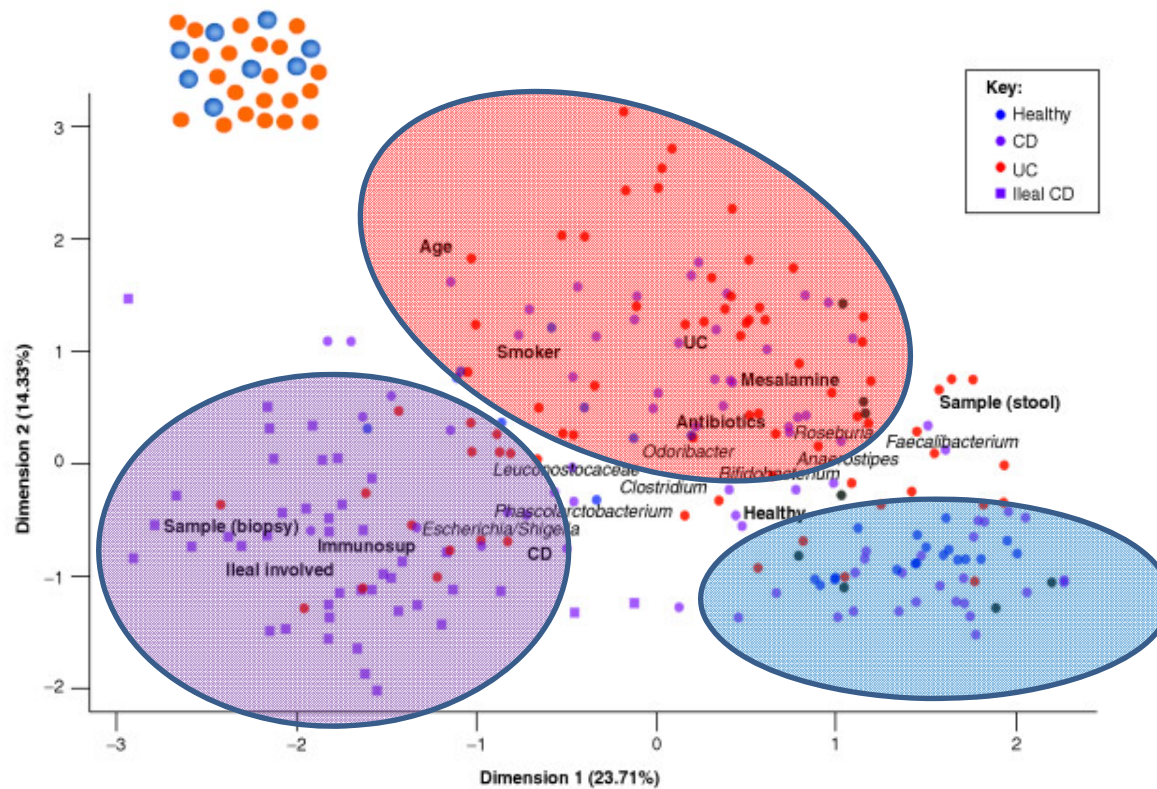 Key:
Healthy
CD
UC
Ileal CD
3
2
1
0
−1
−2
Dimension 2 (14.33%)
Age
Smoker
UC
Mesalamine
Sample (stool)
Antibiotics
Roseburia
Faecalibacterium
Odoribacter
Anaerostipes
Leuconostocaceae
Bifidobacterium
Clostridium
Phascolarctobacterium
Healthy
Sample (biopsy)
Escherichia/Shigella
Immunosup
CD
Ileal involved
−3
−2
−1
0
1
2
Dimension 1 (23.71%)